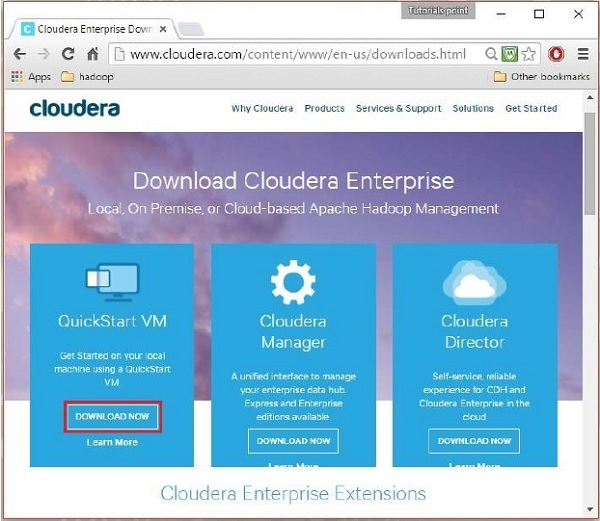 Tutorials point
Cloudera Enterprise Down
www.cloudera.com/content/www/en-us/downloads.html
Apps
hadoop
Other bookmarks
cloudera
Why Cloudera
Products
Services & Support
Solutions
Get Started
Download Cloudera Enterprise
Local, On Premise, or Cloud-based Apache Hadoop Management
QuickStart VM
Get Started on your local
machine using a QuickStart
VM
DOWNLOAD NOW
Learn More
Cloudera
Manager
A unified interface to manage
your enterprise data hub.
Express and Enterprise
editions available.
DOWNLOAD NOW
Learn More
Cloudera
Director
Self-service, reliable
experience for CDH and
Cloudera Enterprise in the
cloud
DOWNLOAD NOW
Learn More
Cloudera Enterprise Extensions